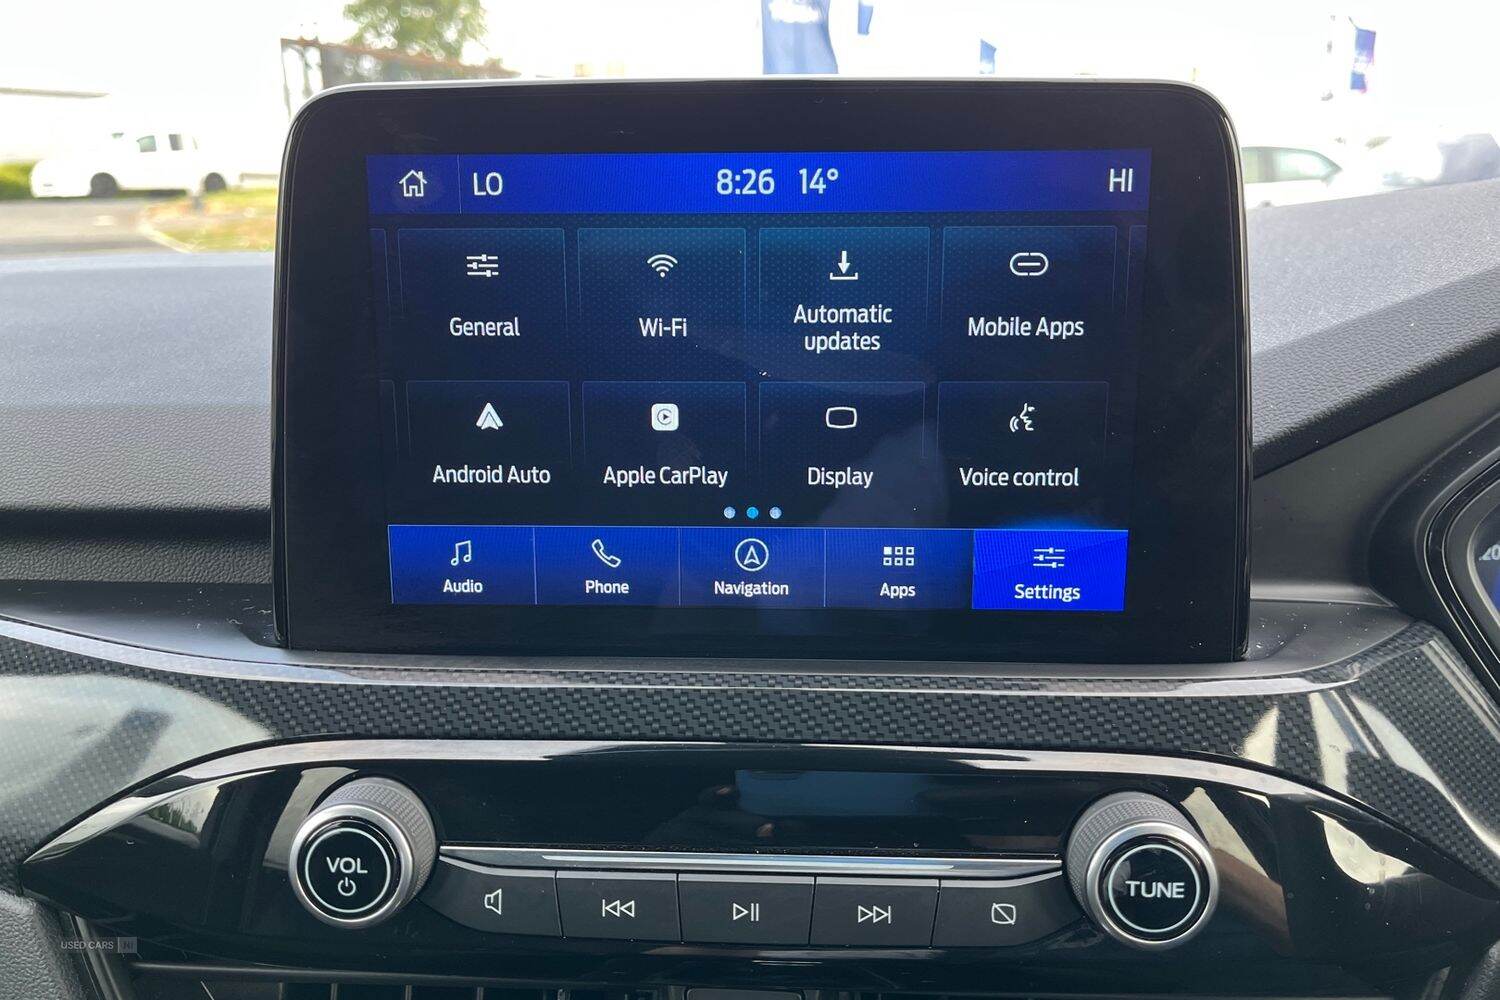 LO 8:26 14° HI
General Wi-Fi Automatic updates Mobile Apps
Android Auto Apple CarPlay Display Voice control
Audio Phone Navigation Apps Settings
VOL TUNE
USED CARS NI